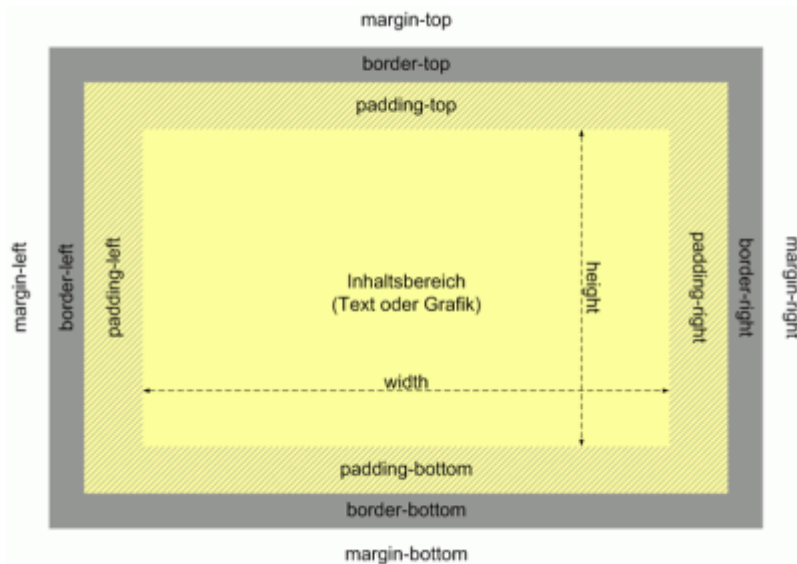 margin-top
border-top
padding-top
margin-left
border-left
padding-left
Inhaltsbereich
(Text oder Grafik)
height
padding-right
border-right
margin-right
width
padding-bottom
border-bottom
margin-bottom